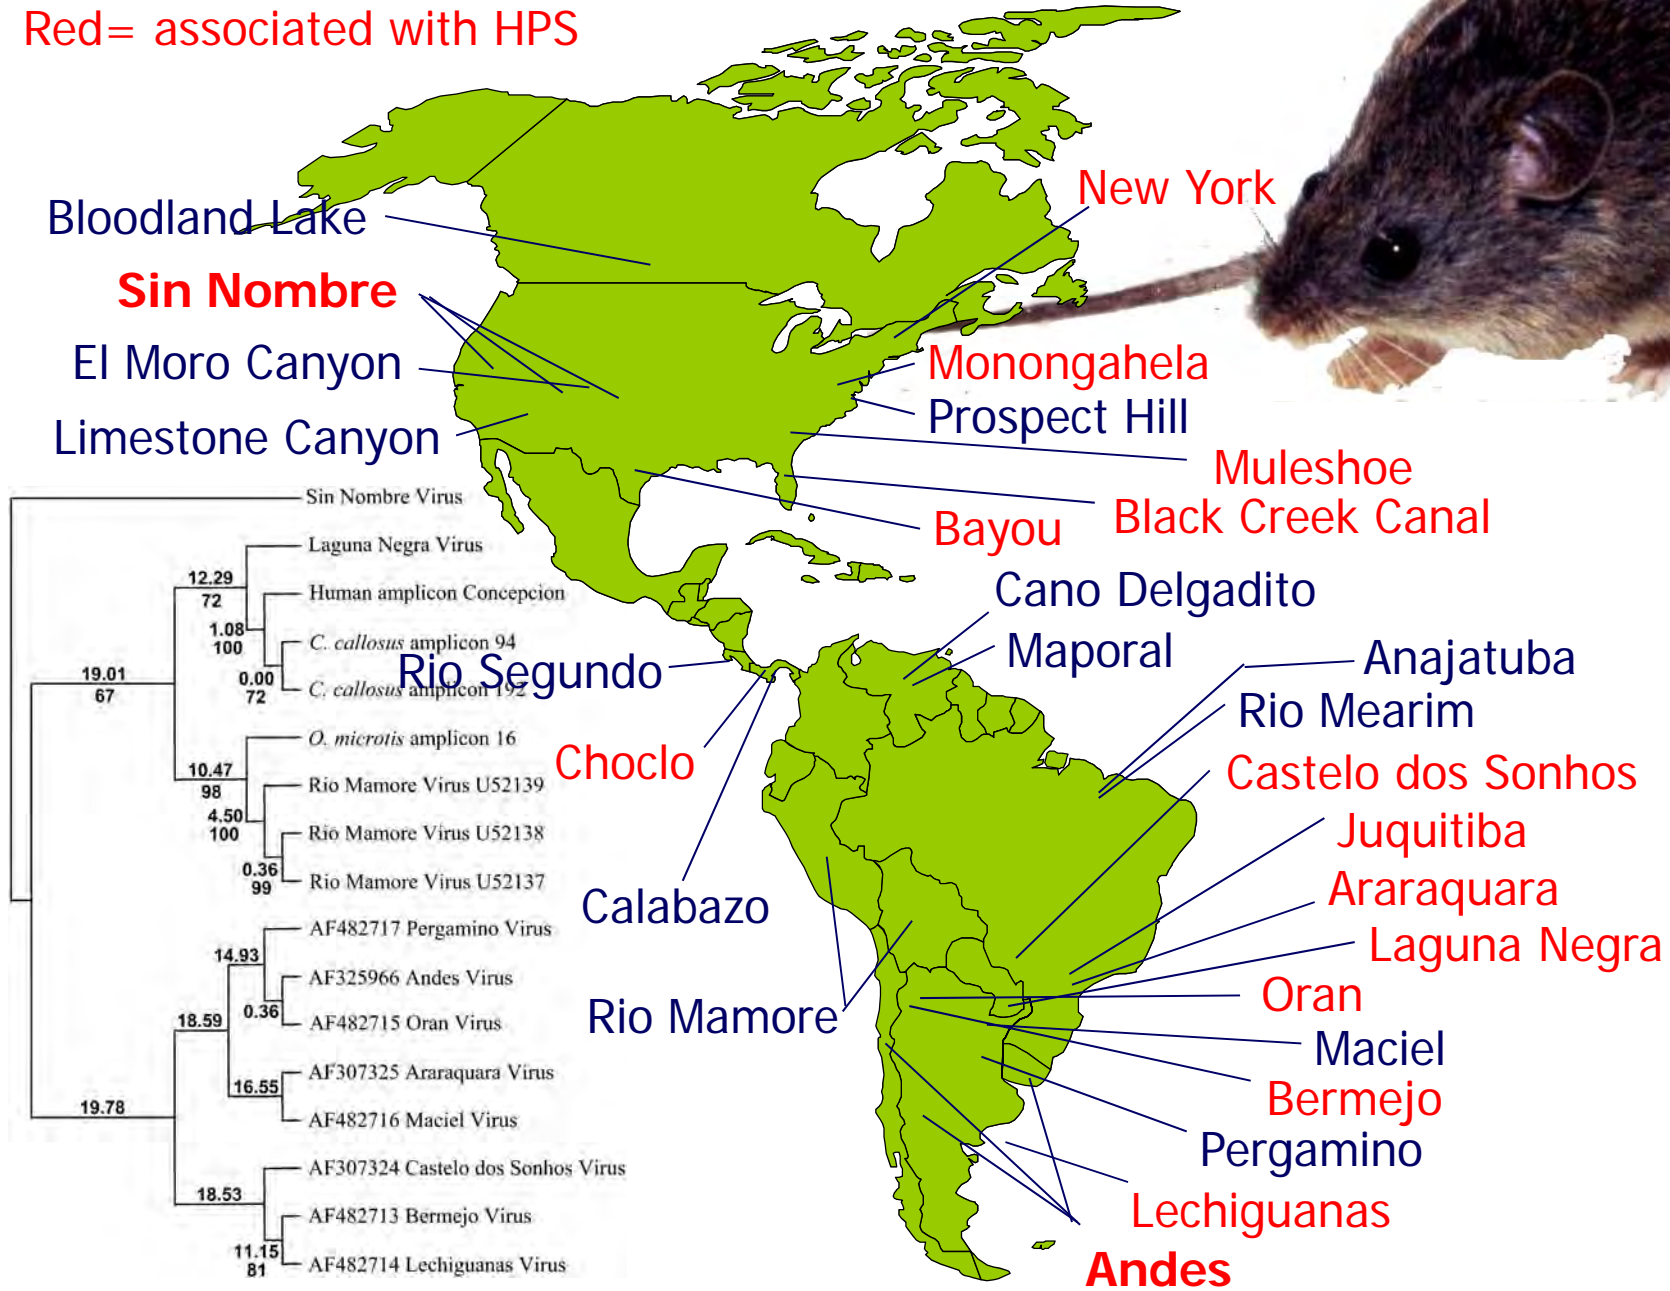 Red= associated with HPS
New York
Bloodland Lake
Sin Nombre
El Moro Canyon
Limestone Canyon
Monongahela
Prospect Hill
Muleshoe
Black Creek Canal
Bayou
Cano Delgadito
Maporal
Rio Segundo
Anajatuba
Rio Mearim
Choclo
Castelo dos Sonhos
Juquitiba
Calabazo
Araraquara
Laguna Negra
Rio Mamore
Oran
Maciel
Bermejo
Pergamino
Lechiguanas
Andes
Sin Nombre Virus
Laguna Negra Virus
12.29
72
Human amplicon Concepcion
1.08
100
C. callosus amplicon 94
19.01
67
0.00
72
C. callosus amplicon 192
O. microtis amplicon 16
10.47
98
Rio Mamore Virus U52139
4.50
100
Rio Mamore Virus U52138
0.36
99
Rio Mamore Virus U52137
AF482717 Pergamino Virus
14.93
AF325966 Andes Virus
0.36
AF482715 Oran Virus
18.59
AF307325 Araraquara Virus
16.55
19.78
AF482716 Maciel Virus
AF307324 Castelo dos Sonhos Virus
18.53
AF482713 Bermejo Virus
11.15
81
AF482714 Lechiguanas Virus